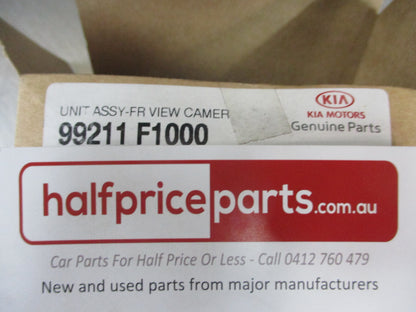 UNIT ASSY-FR VIEW CAMER
99211 F1000
KIA
KIA MOTORS
Genuine Parts
halfpriceparts.com.au
Car Parts For Half Price Or Less - Call 0412 760 479
New and used parts from major manufacturers